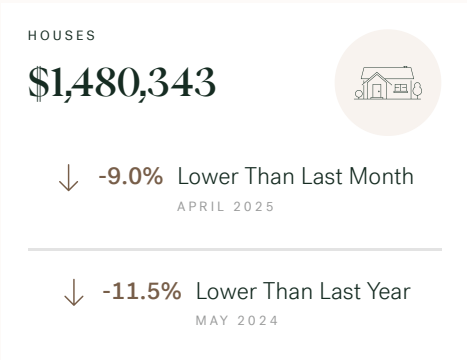 HOUSES
$1,480,343
-9.0% Lower Than Last Month
APRIL 2025
-11.5% Lower Than Last Year
MAY 2024